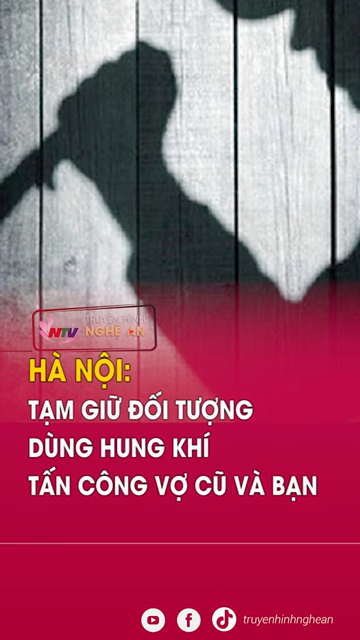 NTV
TRUYỀN HÌNH
NGHỆ AN
HÀ NỘI:
TẠM GIỮ ĐỐI TƯỢNG
DÙNG HUNG KHÍ
TẤN CÔNG VỢ CŨ VÀ BẠN
truyenhinhnghean